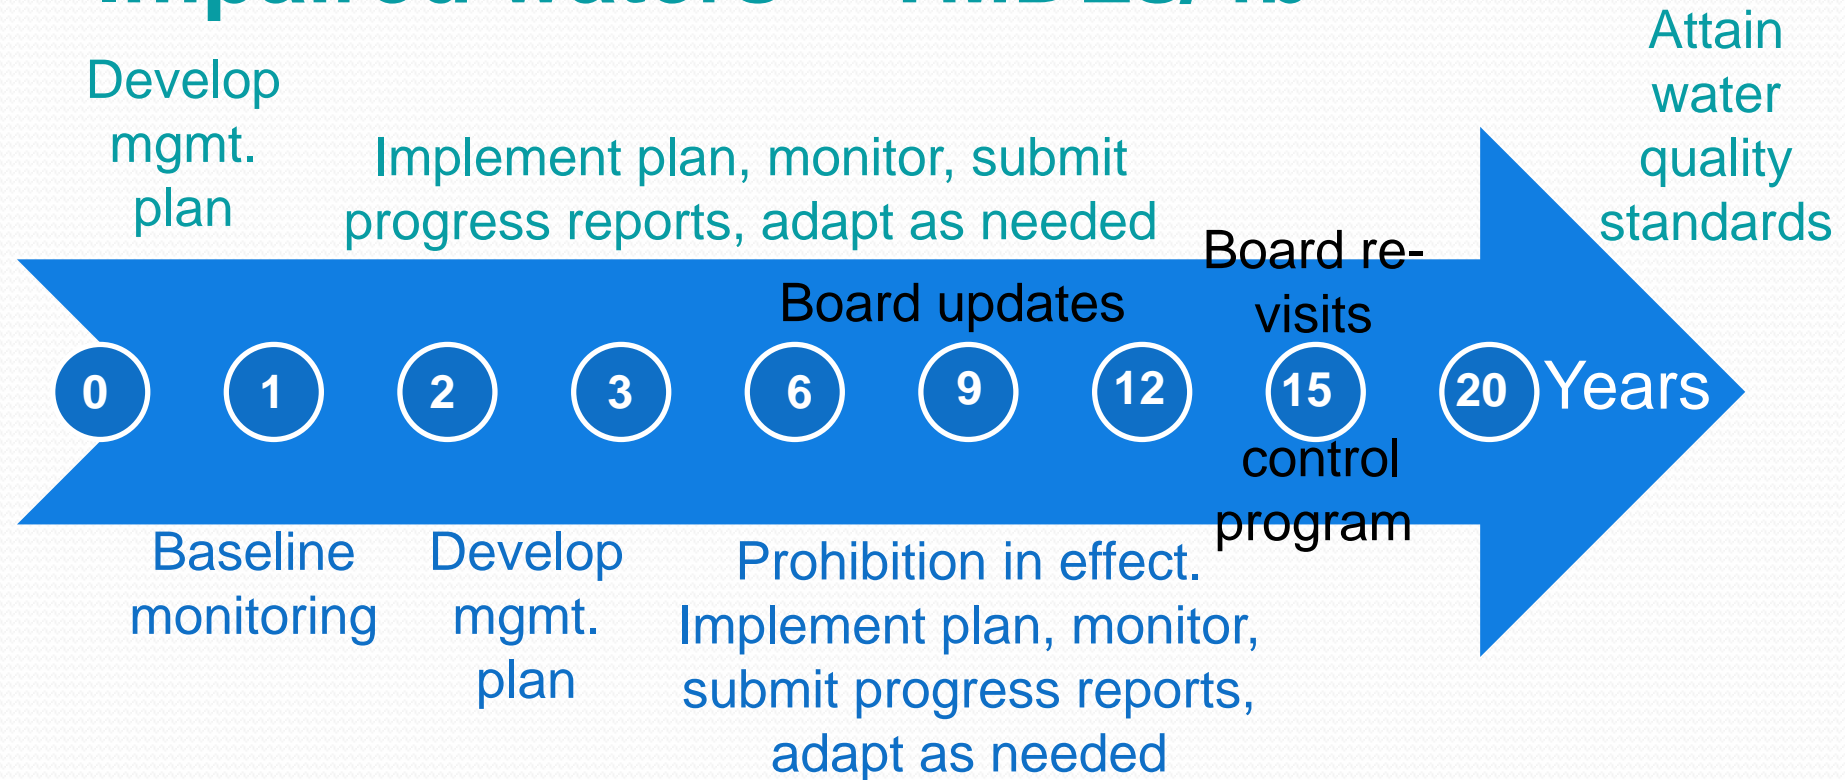 Impaired waters
Develop
mgmt.
plan
Implement plan, monitor, submit
progress reports, adapt as needed
Attain
water
quality
standards
Board updates
Board re-
visits
control
program
0 1 2 3 6 9 12 15 20 Years
Baseline
monitoring
Develop
mgmt.
plan
Prohibition in effect.
Implement plan, monitor,
submit progress reports,
adapt as needed